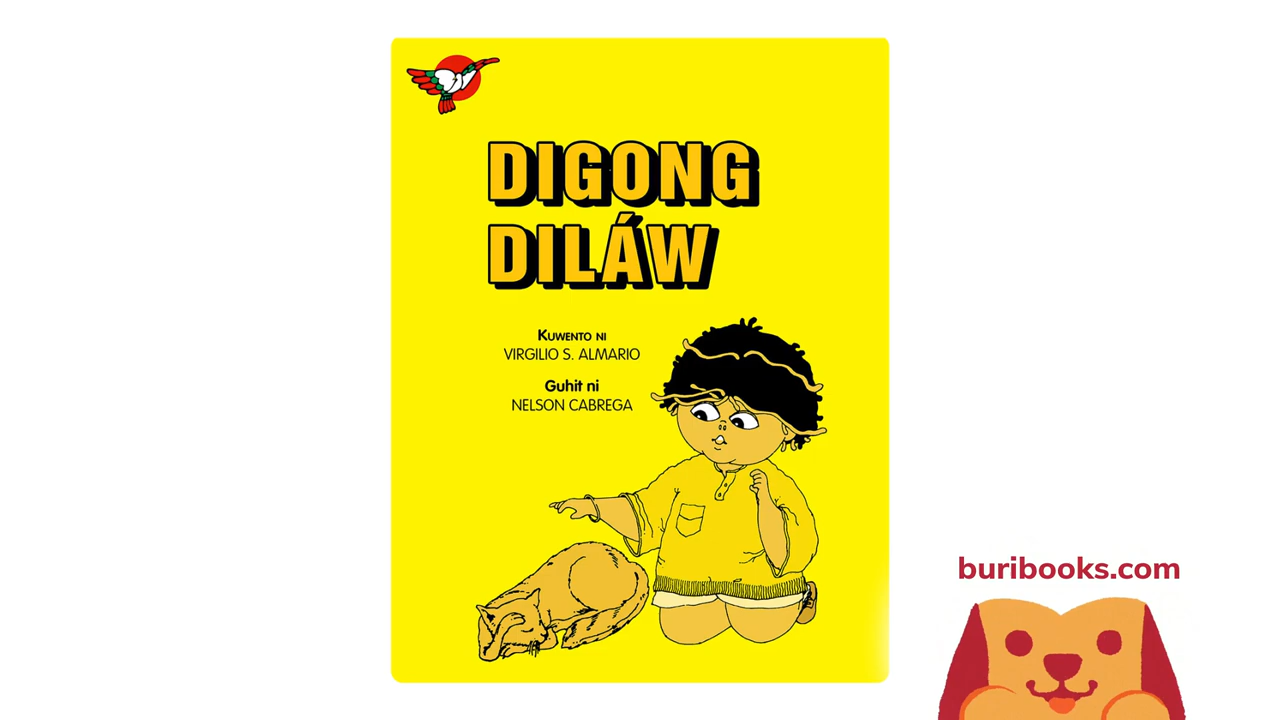 DIGONG
DILÁW
KUWENTO NI
VIRGILIO S. ALMARIO
Guhit ni
NELSON CABREGA
buribooks.com